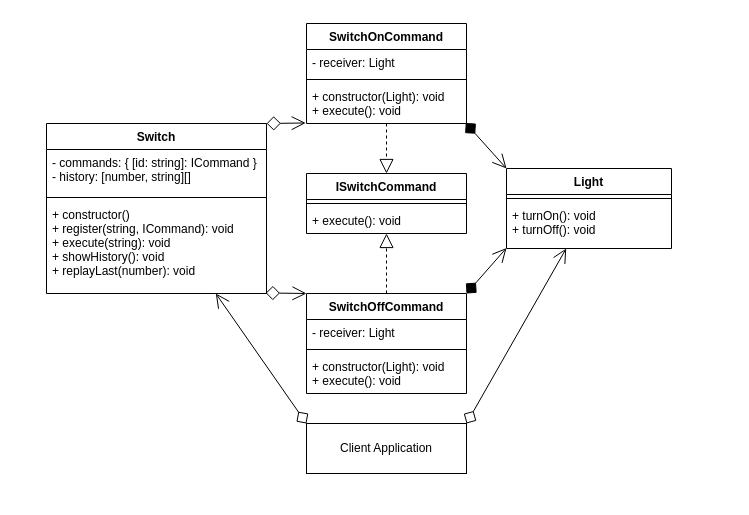 SwitchOnCommand
- receiver: Light
+ constructor(Light): void
+ execute(): void
Switch
- commands: { [id: string]: ICommand }
- history: [number, string][]
+ constructor()
+ register(string, ICommand): void
+ execute(string): void
+ showHistory(): void
+ replayLast(number): void
ISwitchCommand
+ execute(): void
Light
+ turnOn(): void
+ turnOff(): void
SwitchOffCommand
- receiver: Light
+ constructor(Light): void
+ execute(): void
Client Application